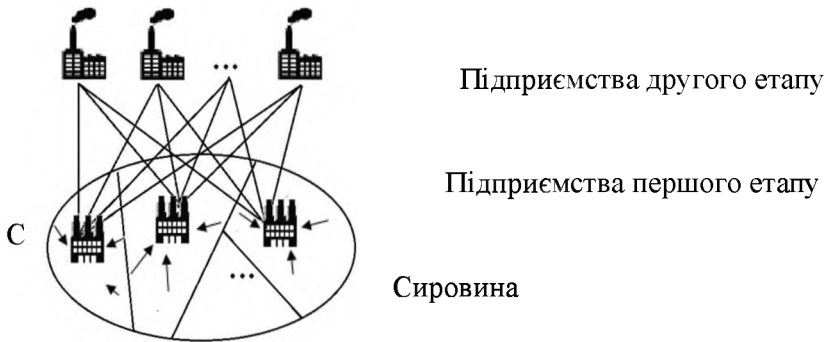 Підприємства другого етапу
Підприємства першого етапу
С
Сировина